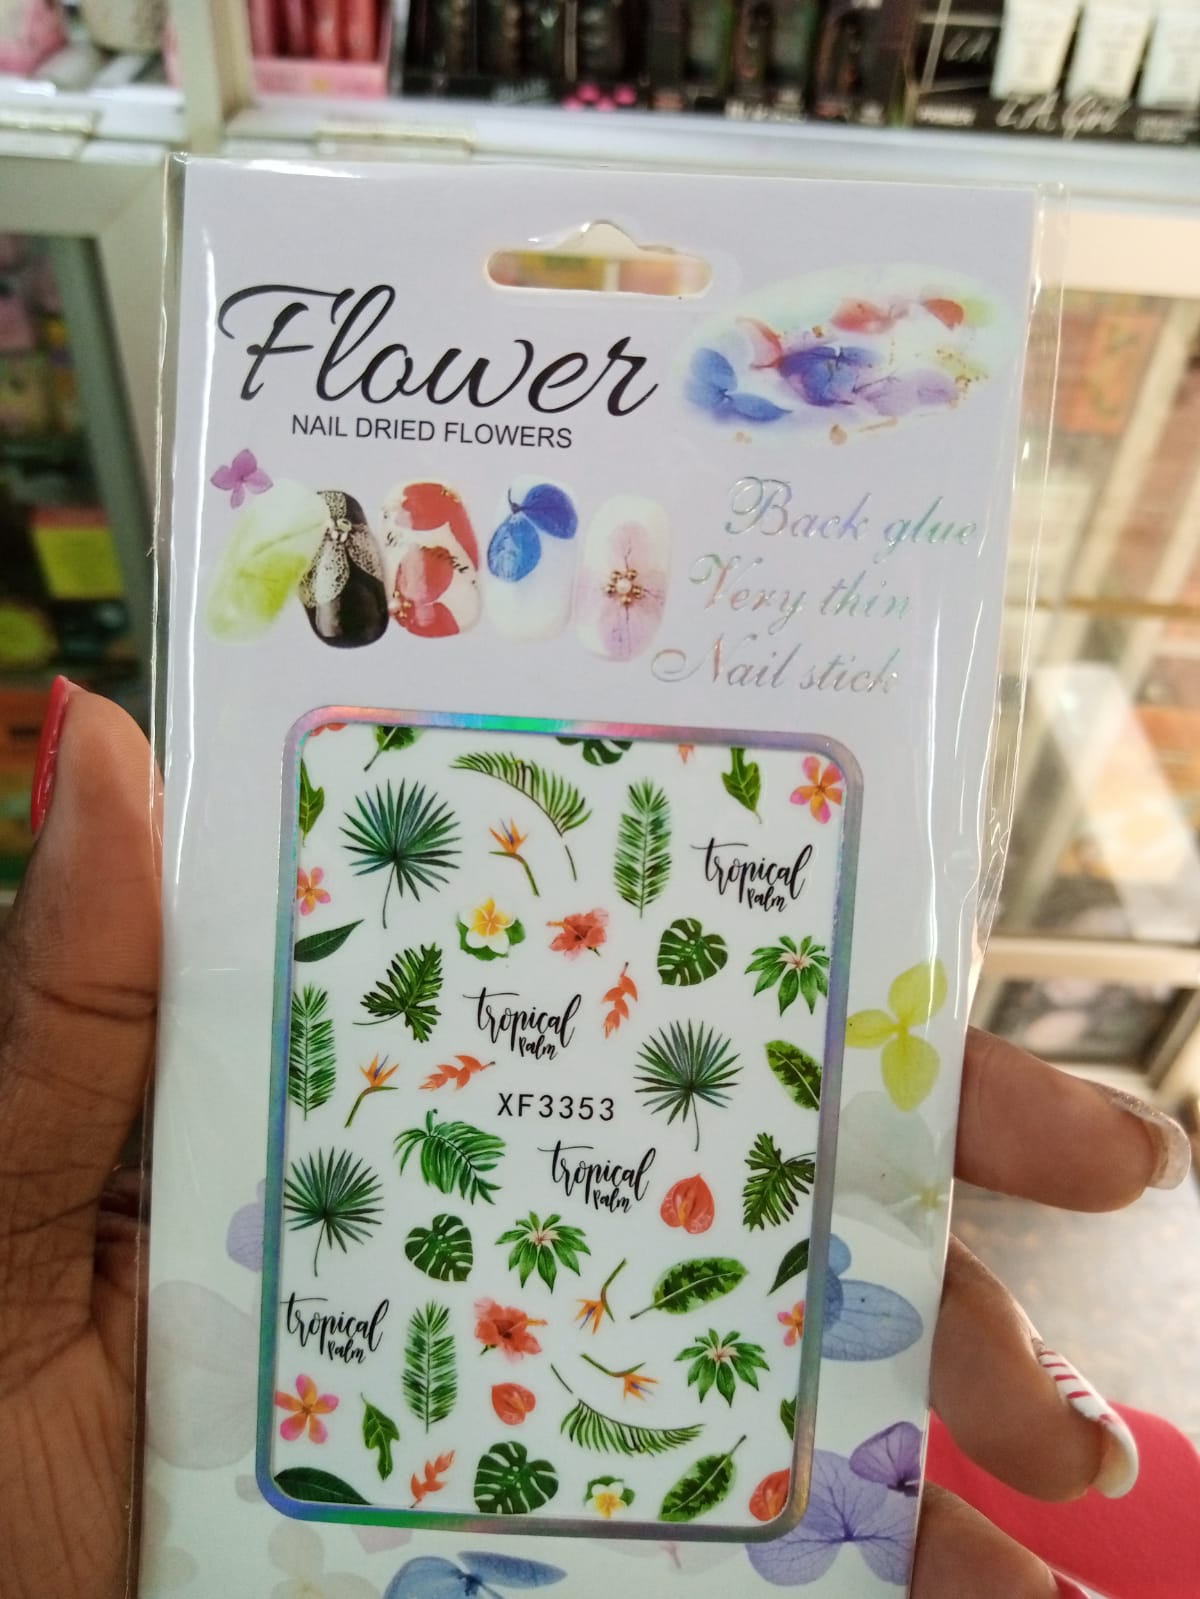 L.A. Girl
Flower
NAIL DRIED FLOWERS
Back glue
Very thin
Nail stick
tropical
Palm
tropical
Palm
XF3353
tropical
Palm
tropical
Palm